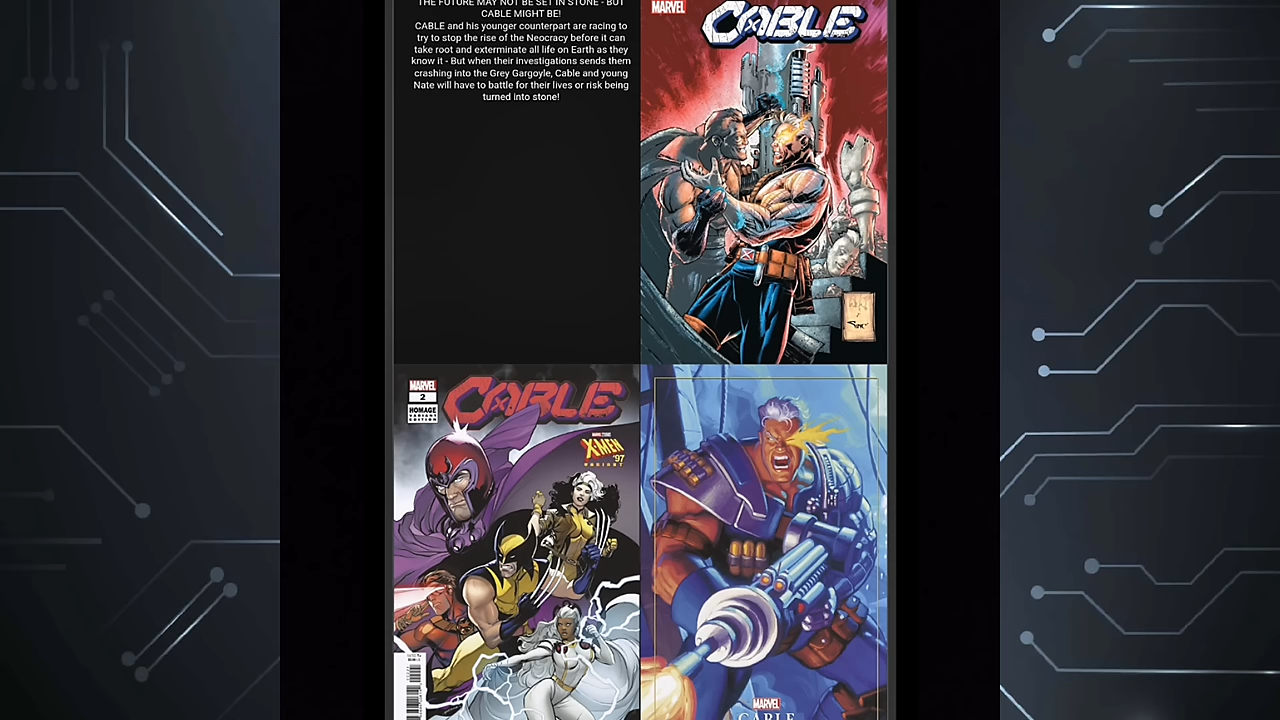 THE FUTURE MAY NOT BE SET IN STONE - BUT
CABLE MIGHT BE!
CABLE and his younger counterpart are racing to
try to stop the rise of the Neocracy before it can
take root and exterminate all life on Earth as they
know it - But when their investigations sends them
crashing into the Grey Gargoyle, Cable and young
Nate will have to battle for their lives or risk being
turned into stone!
MARVEL
CABLE
MARVEL
2
HOMAGE
VARIANT
EDITION
CABLE
X-MEN
'97
VARIANT
MARVEL
CABLE